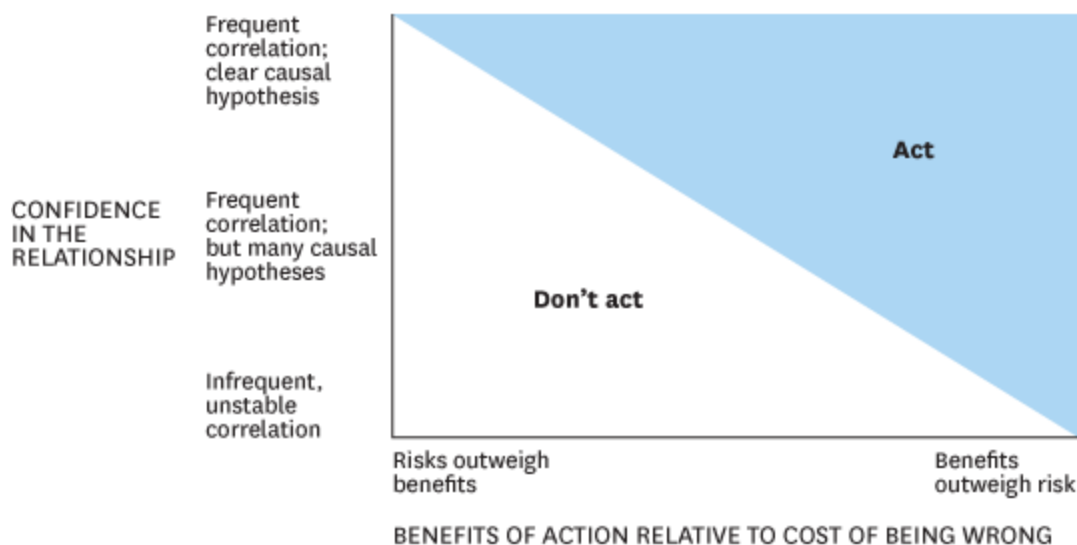 Frequent
correlation;
clear causal
hypothesis
Act
CONFIDENCE
IN THE
RELATIONSHIP
Frequent
correlation;
but many causal
hypotheses
Don't act
Infrequent,
unstable
correlation
Risks outweigh
benefits
Benefits
outweigh risk
BENEFITS OF ACTION RELATIVE TO COST OF BEING WRONG